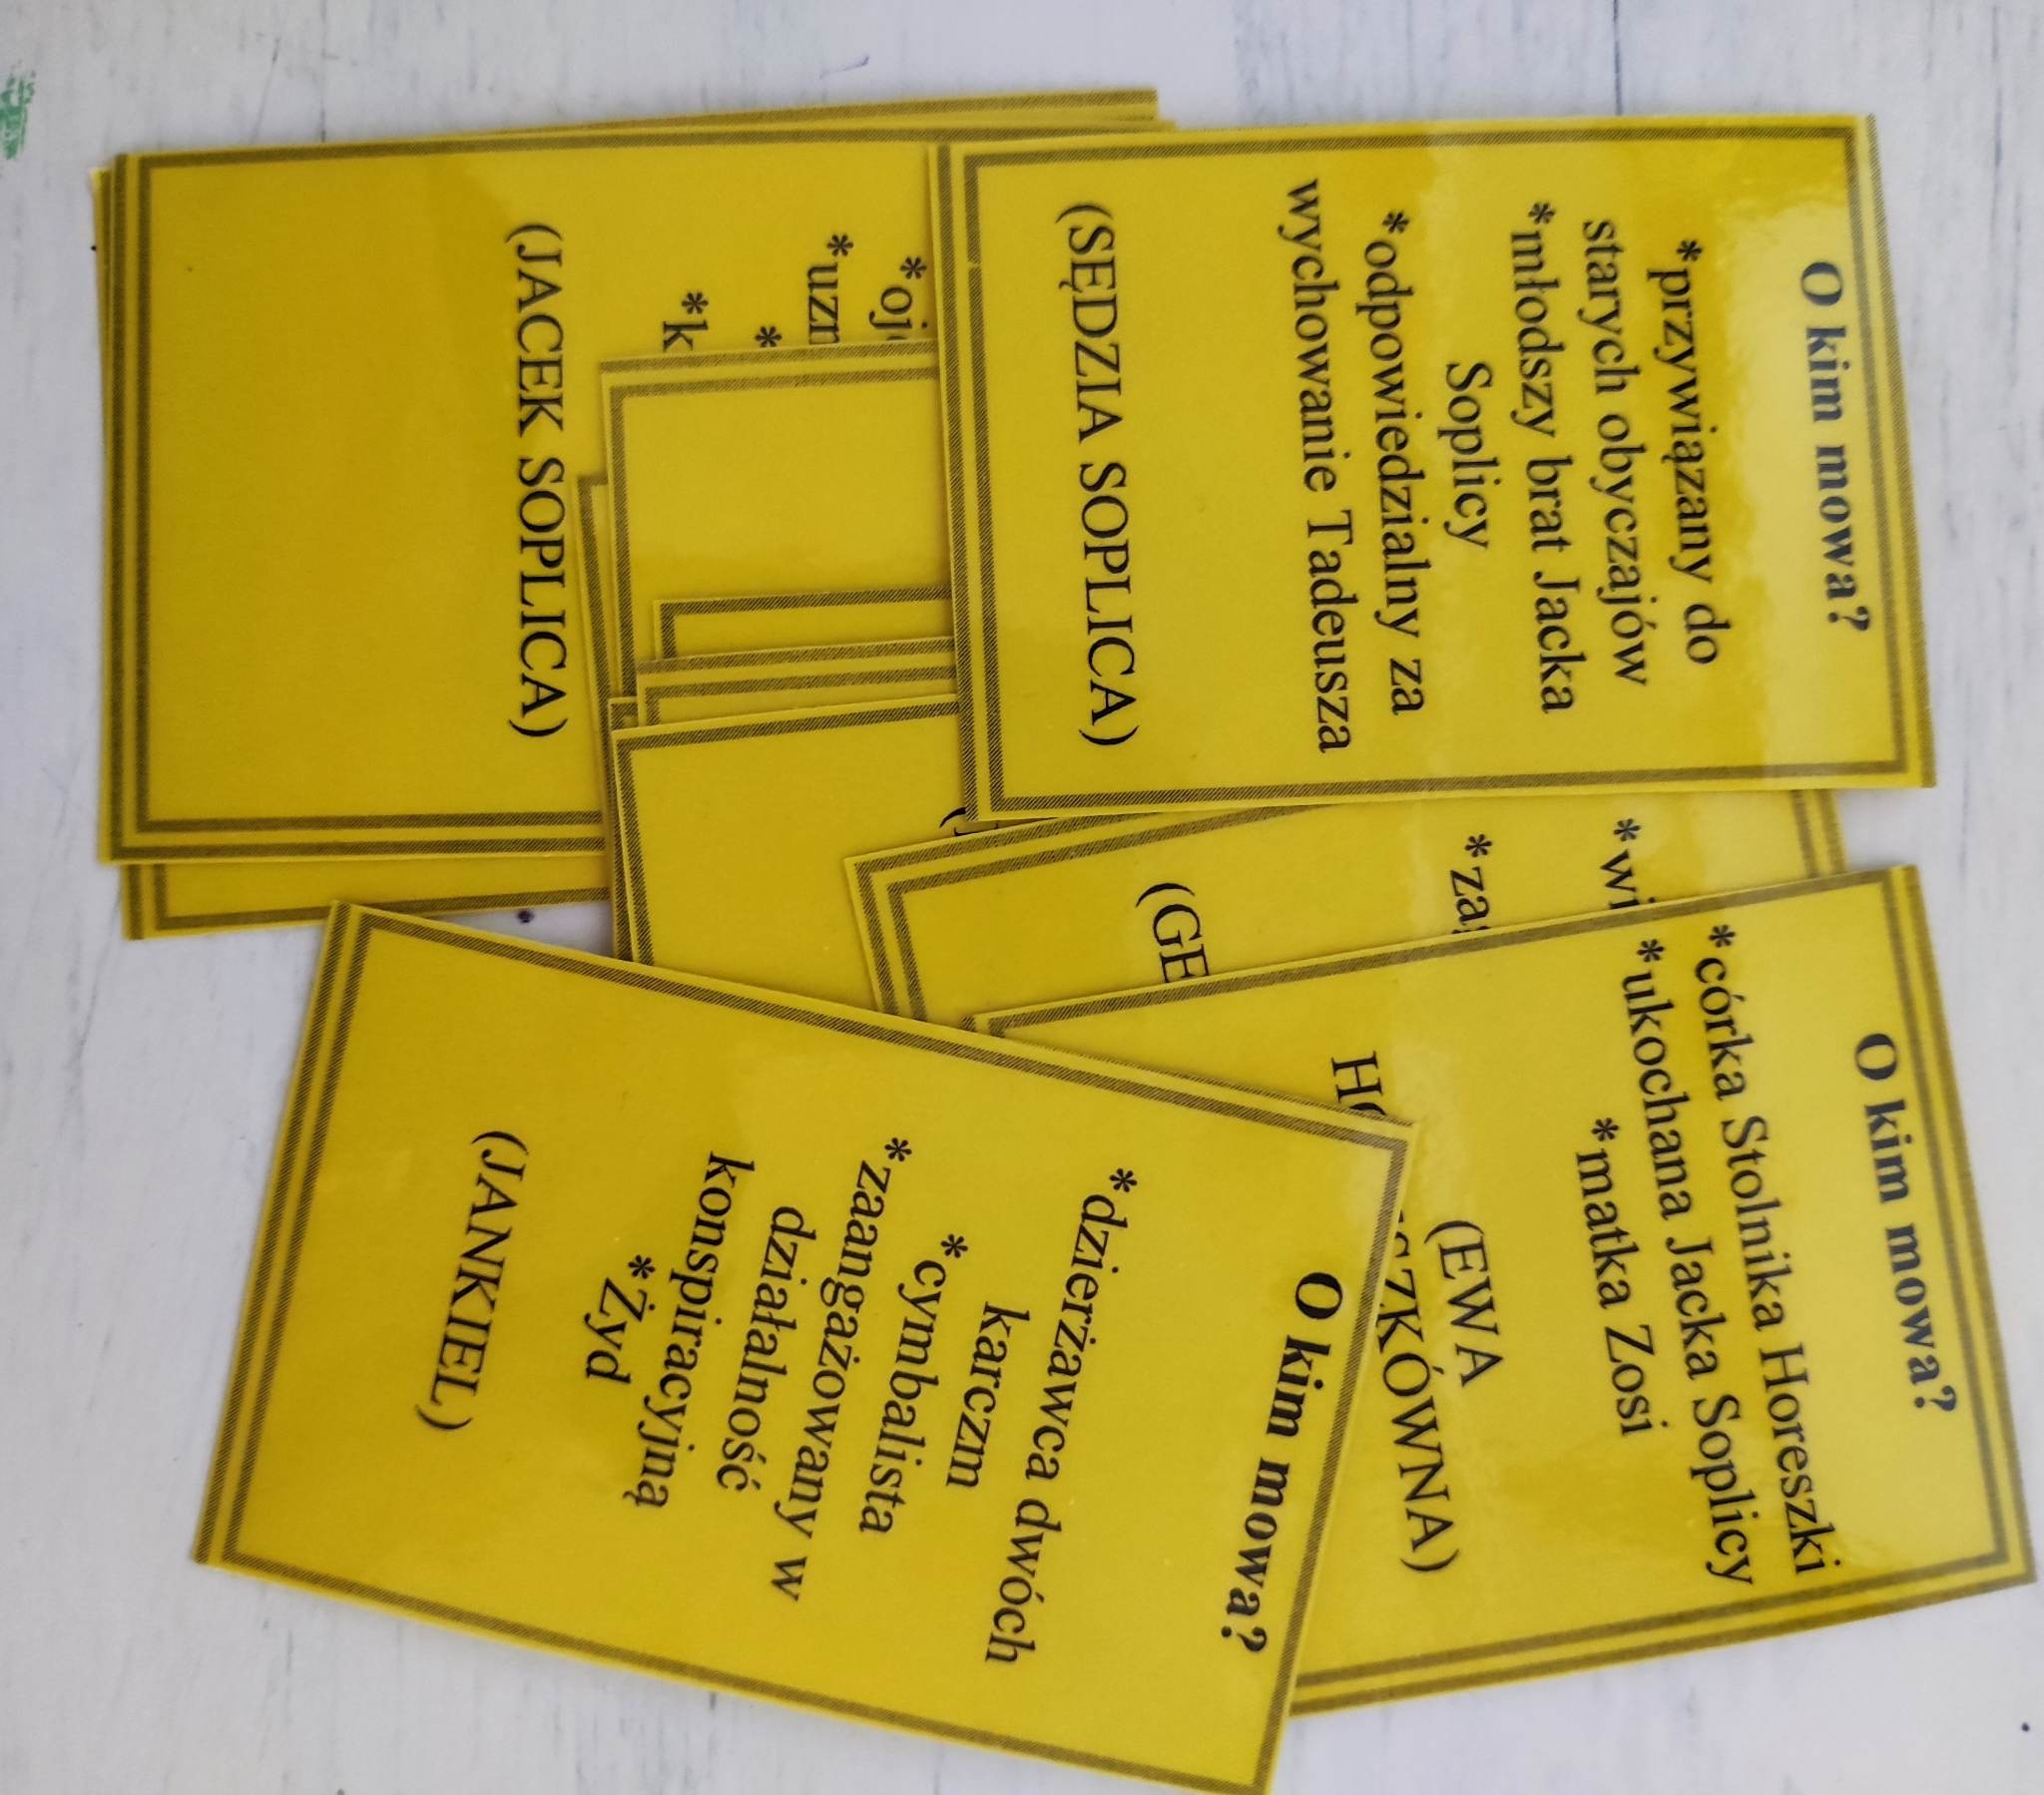 O kim mowa?
*przywiązany do
starych obyczajów
*młodszy brat Jacka
Soplicy
*odpowiedzialny za
wychowanie Tadeusza
(SĘDZIA SOPLICA)
(JACEK SOPLICA)
O kim mowa?
*córka Stolnika Horeszki
*ukochana Jacka Soplicy
*matka Zosi
(EWA
O kim mowa?
*dzierżawca dwóch
karczm
*cymbalista
*zaangażowany w
działalność
konspiracyjną
*Żyd
(JANKIEL)